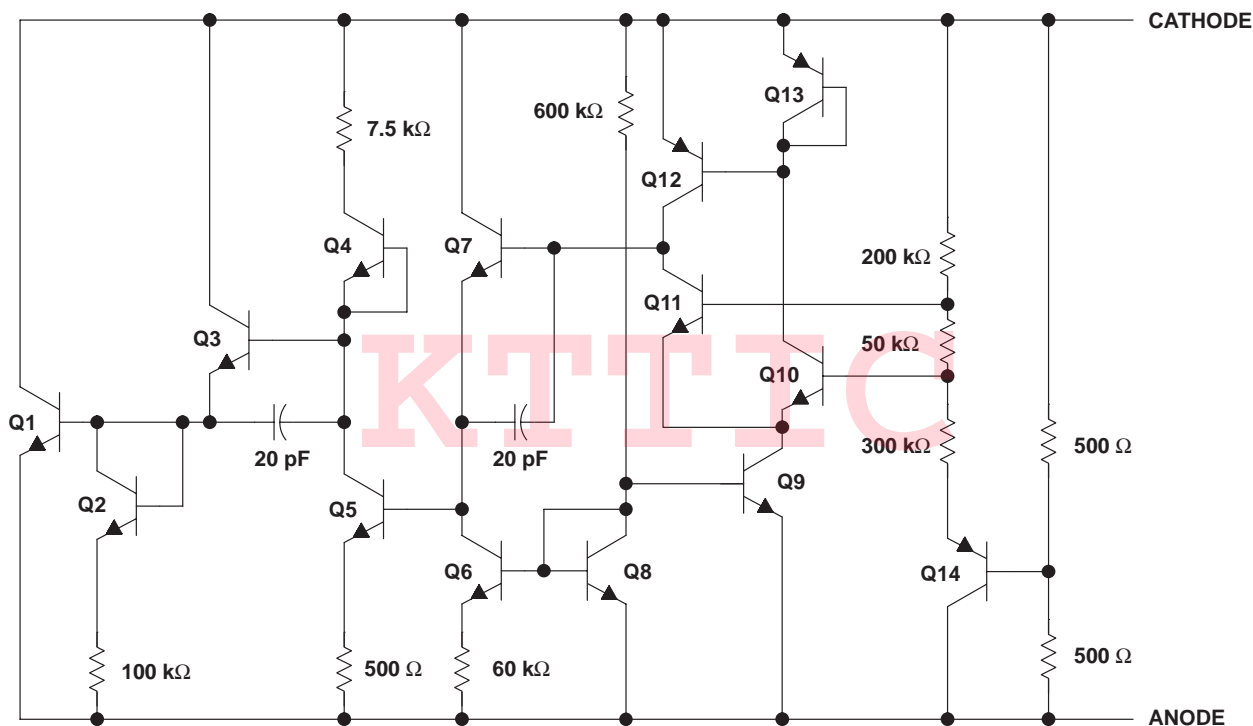 CATHODE
Q13
600 kΩ
7.5 kΩ
Q12
Q4
Q7
200 kΩ
Q11
Q3
50 kΩ
Q10
KTTIC
Q1
300 kΩ
500 Ω
20 pF
20 pF
Q9
Q2
Q5
Q6
Q8
Q14
100 kΩ
500 Ω
60 kΩ
500 Ω
ANODE